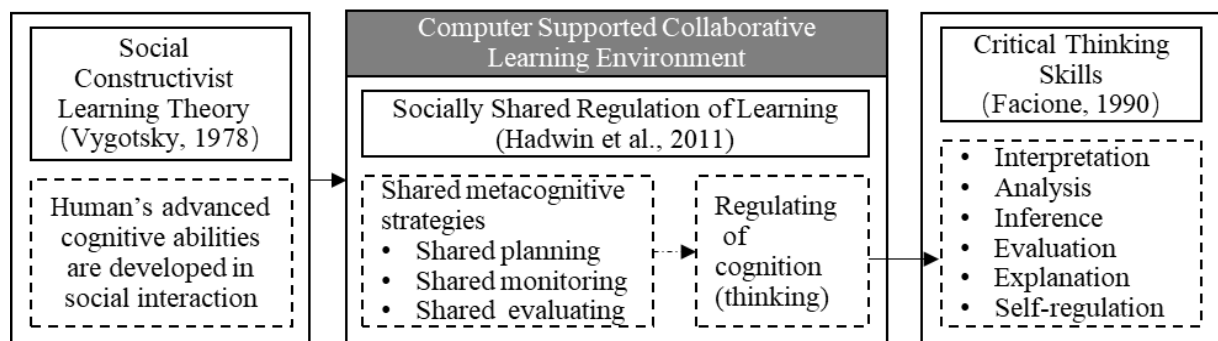 Social
Constructivist
Learning Theory
(Vygotsky, 1978)
Human's advanced
cognitive abilities
are developed in
social interaction
Computer Supported Collaborative
Learning Environment
Socially Shared Regulation of Learning
(Hadwin et al., 2011)
Shared metacognitive
strategies
• Shared planning
• Shared monitoring
• Shared evaluating
Regulating
of
cognition
(thinking)
Critical Thinking
Skills
(Facione, 1990)
• Interpretation
• Analysis
• Inference
• Evaluation
• Explanation
• Self-regulation